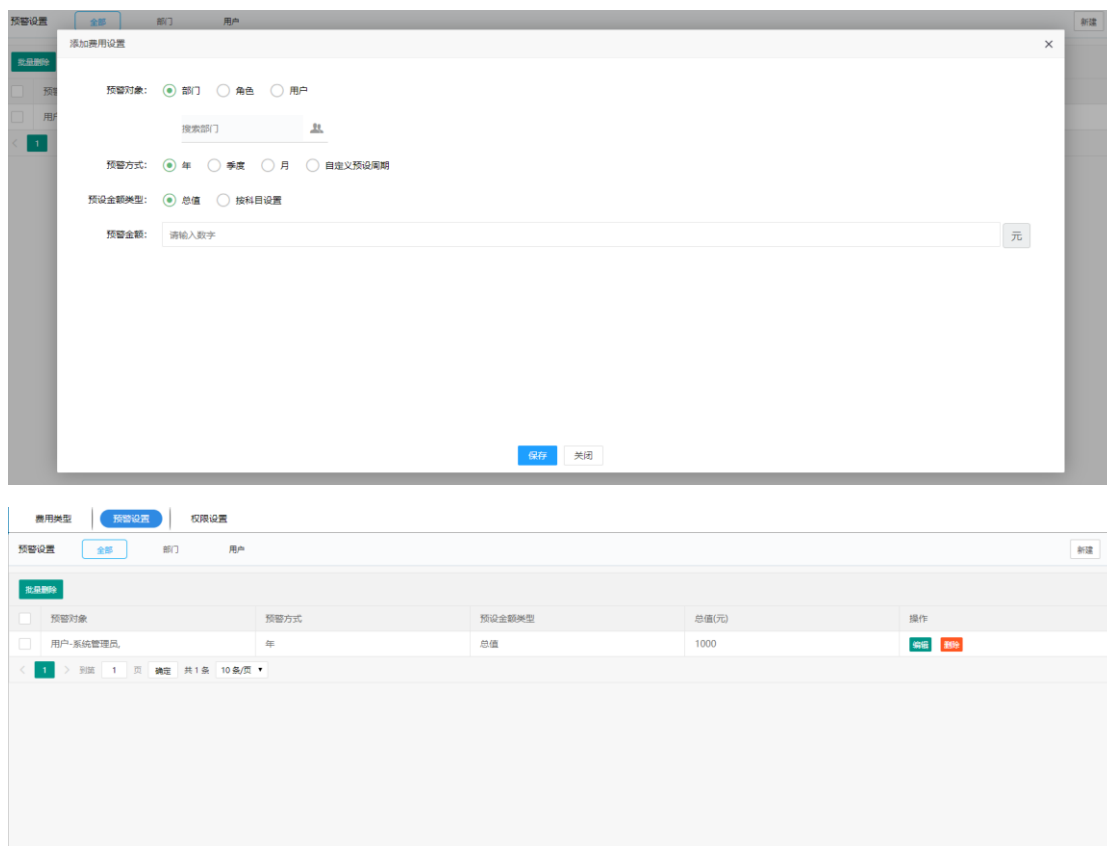 预警设置 全部 部门 用户 新建
添加费用设置 ×
批量删除
预警对象: 部门 角色 用户
搜索部门
预警方式: 年 季度 月 自定义预设周期
1
预设金额类型: 总值 按科目设置
预警金额: 请输入数字 元
保存 关闭
费用类型 预警设置 权限设置
预警设置 全部 部门 用户 新建
批量删除
预警对象 预警方式 预设金额类型 总值(元) 操作
用户-系统管理员, 年 总值 1000 编辑 删除
< 1 > 到第 1 页 确定 共 1 条 10 条/页